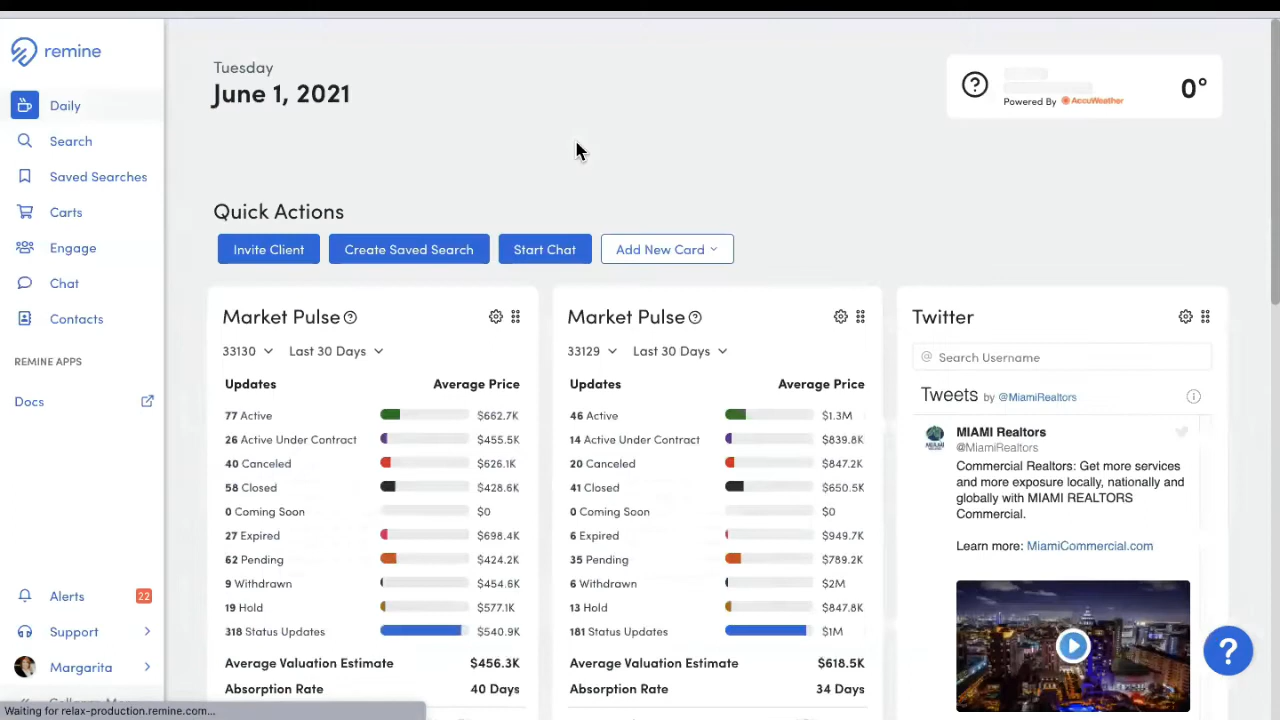 remine
Daily
Search
Saved Searches
Carts
Engage
Chat
Contacts
REMINE APPS
Docs
Alerts 22
Support
Margarita
Waiting for relax-production.remine.com...
Tuesday
June 1, 2021
Powered By AccuWeather
0°
Quick Actions
Invite Client
Create Saved Search
Start Chat
Add New Card
Market Pulse
33130 Last 30 Days
Updates Average Price
77 Active $662.7K
26 Active Under Contract $455.5K
40 Canceled $626.1K
58 Closed $428.6K
0 Coming Soon $0
27 Expired $698.4K
62 Pending $424.2K
9 Withdrawn $454.6K
19 Hold $577.1K
318 Status Updates $540.9K
Average Valuation Estimate $456.3K
Absorption Rate 40 Days
Market Pulse
33129 Last 30 Days
Updates Average Price
46 Active $1.3M
14 Active Under Contract $839.8K
20 Canceled $847.2K
41 Closed $650.5K
0 Coming Soon $0
6 Expired $949.7K
35 Pending $789.2K
6 Withdrawn $2M
13 Hold $847.8K
181 Status Updates $1M
Average Valuation Estimate $618.5K
Absorption Rate 34 Days
Twitter
@ Search Username
Tweets by @MiamiRealtors
MIAMI Realtors
@MiamiRealtors
Commercial Realtors: Get more services
and more exposure locally, nationally and
globally with MIAMI REALTORS
Commercial.
Learn more: MiamiCommercial.com